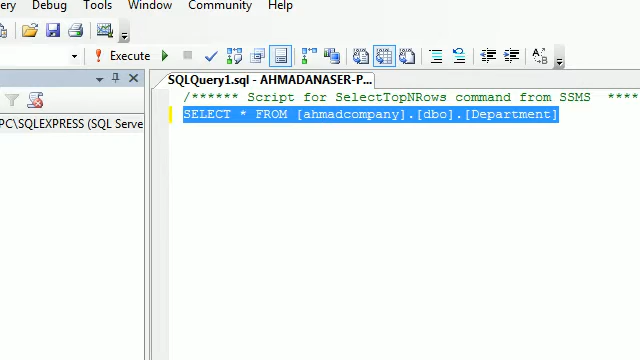 Debug Tools Window Community Help
Execute
SQLQuery1.sql - AHMADANASER-P...
/****** Script for SelectTopNRows command from SSMS ****
PC\SQLEXPRESS (SQL Serve
SELECT * FROM [ahmadcompany].[dbo].[Department]